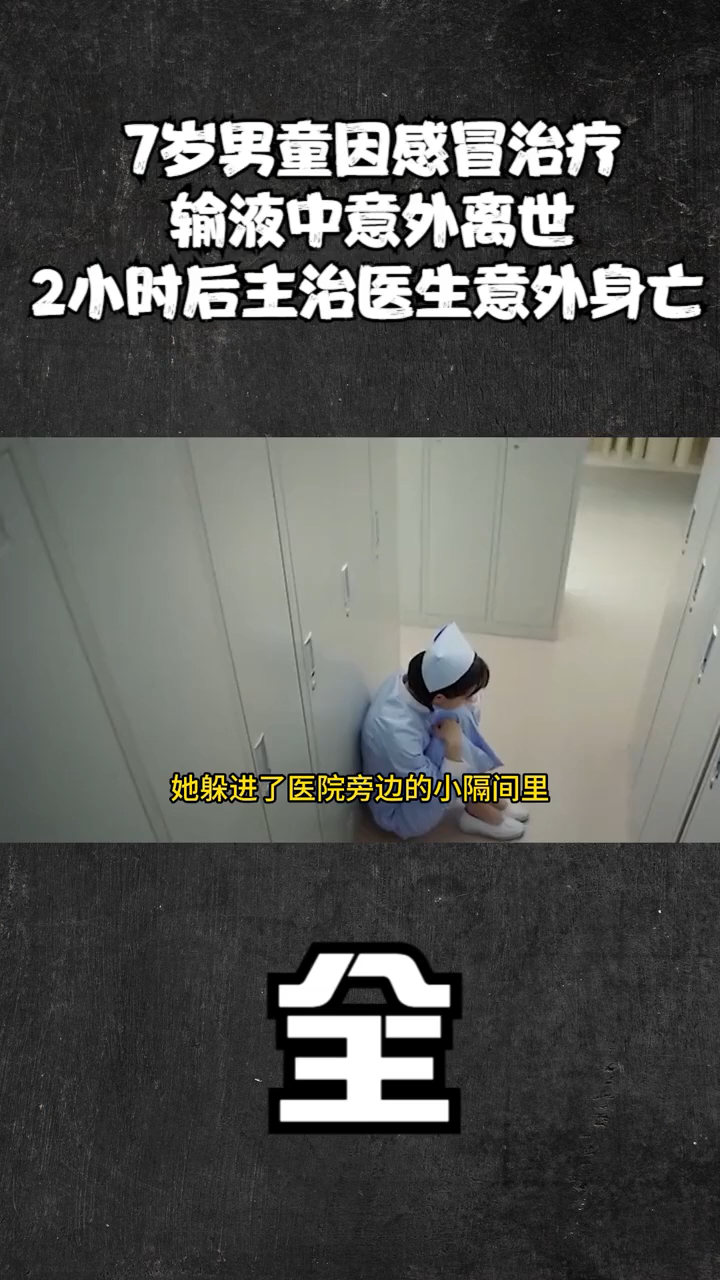 7岁男童因感冒治疗
输液中意外离世
2小时后主治医生意外身亡
她躲进了医院旁边的小隔间里
全